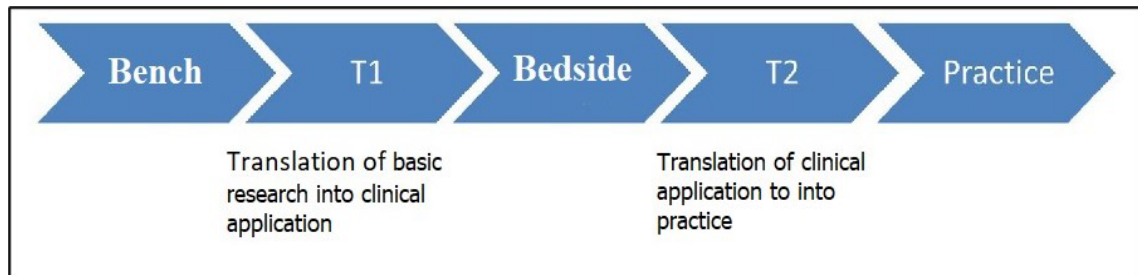 Bench
T1
Bedside
T2
Practice
Translation of basic
research into clinical
application
Translation of clinical
application to into
practice